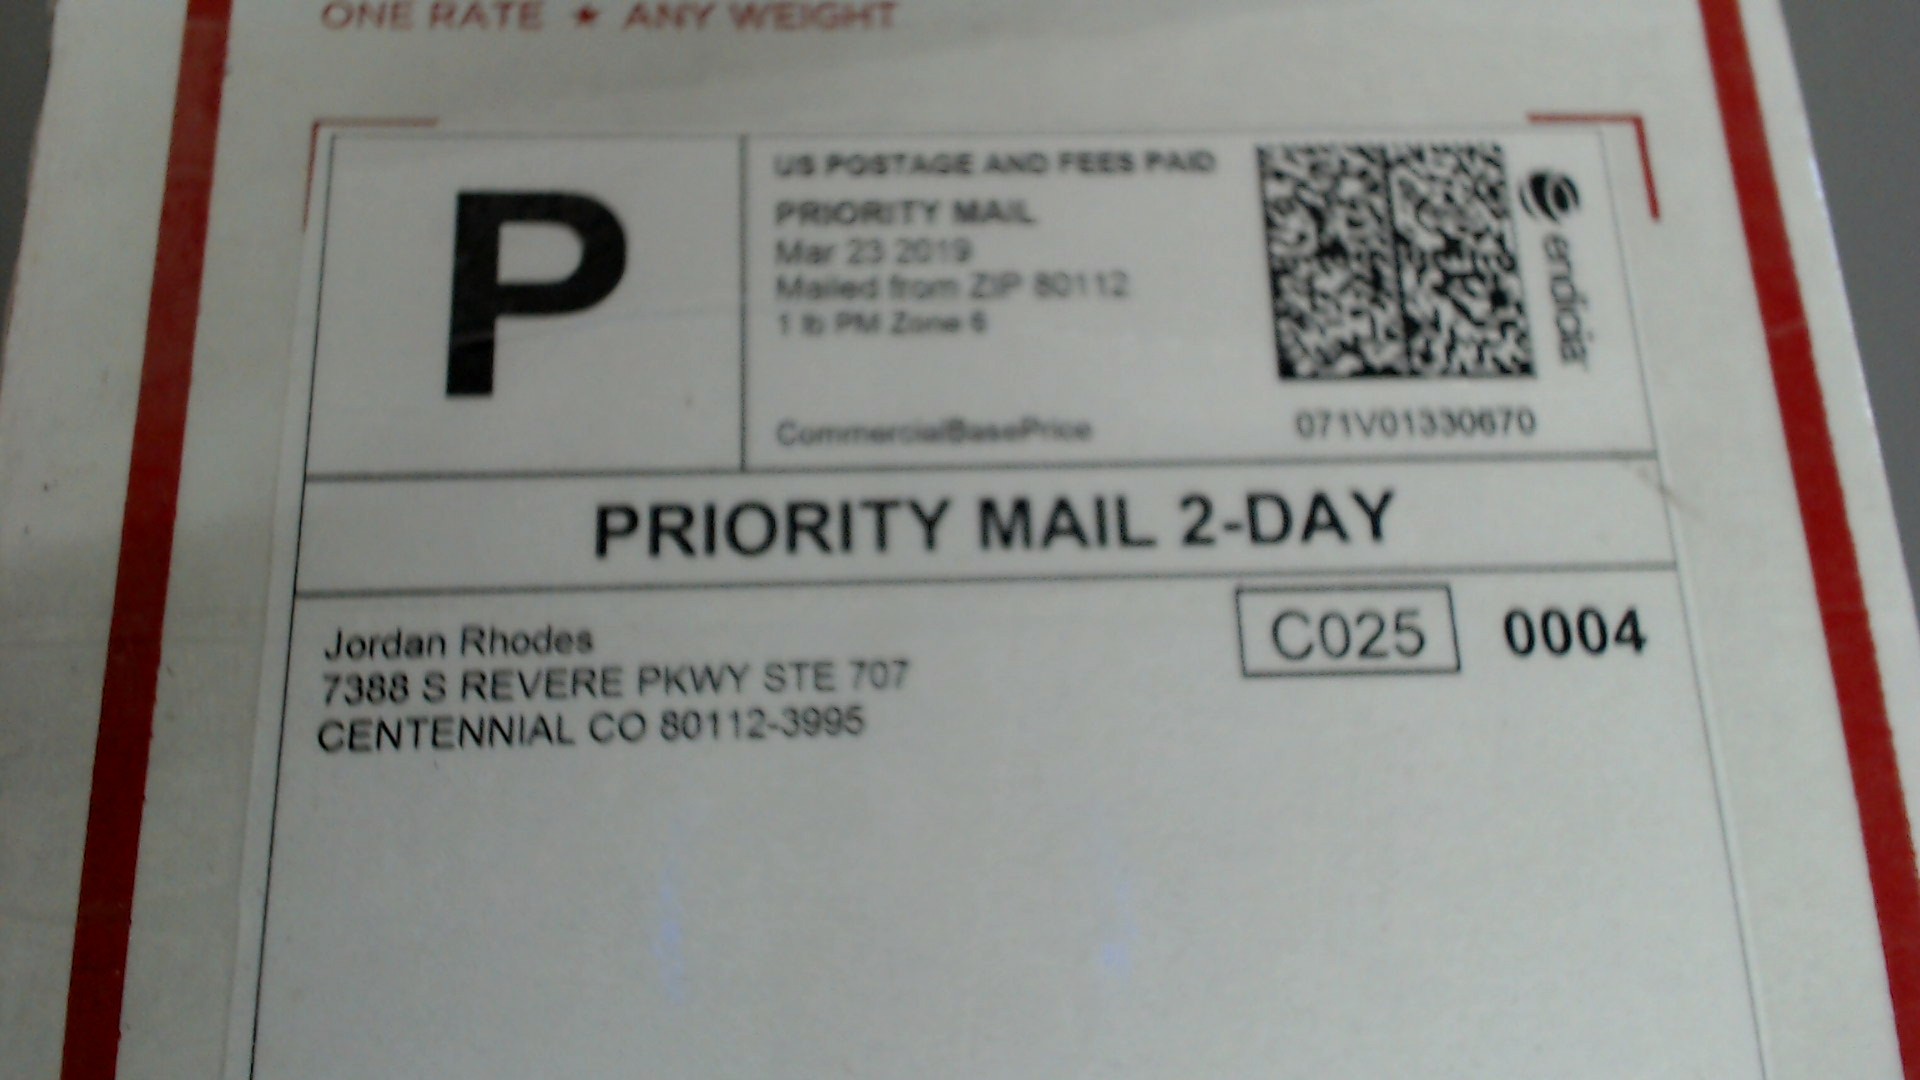 ONE RATE ★ ANY WEIGHT
P
US POSTAGE AND FEES PAID
PRIORITY MAIL
Mar 23 2019
Mailed from ZIP 80112
1 lb PM Zone 6
CommercialBasePrice
endicia
071V01330670
PRIORITY MAIL 2-DAY
Jordan Rhodes
7388 S REVERE PKWY STE 707
CENTENNIAL CO 80112-3995
C025
0004